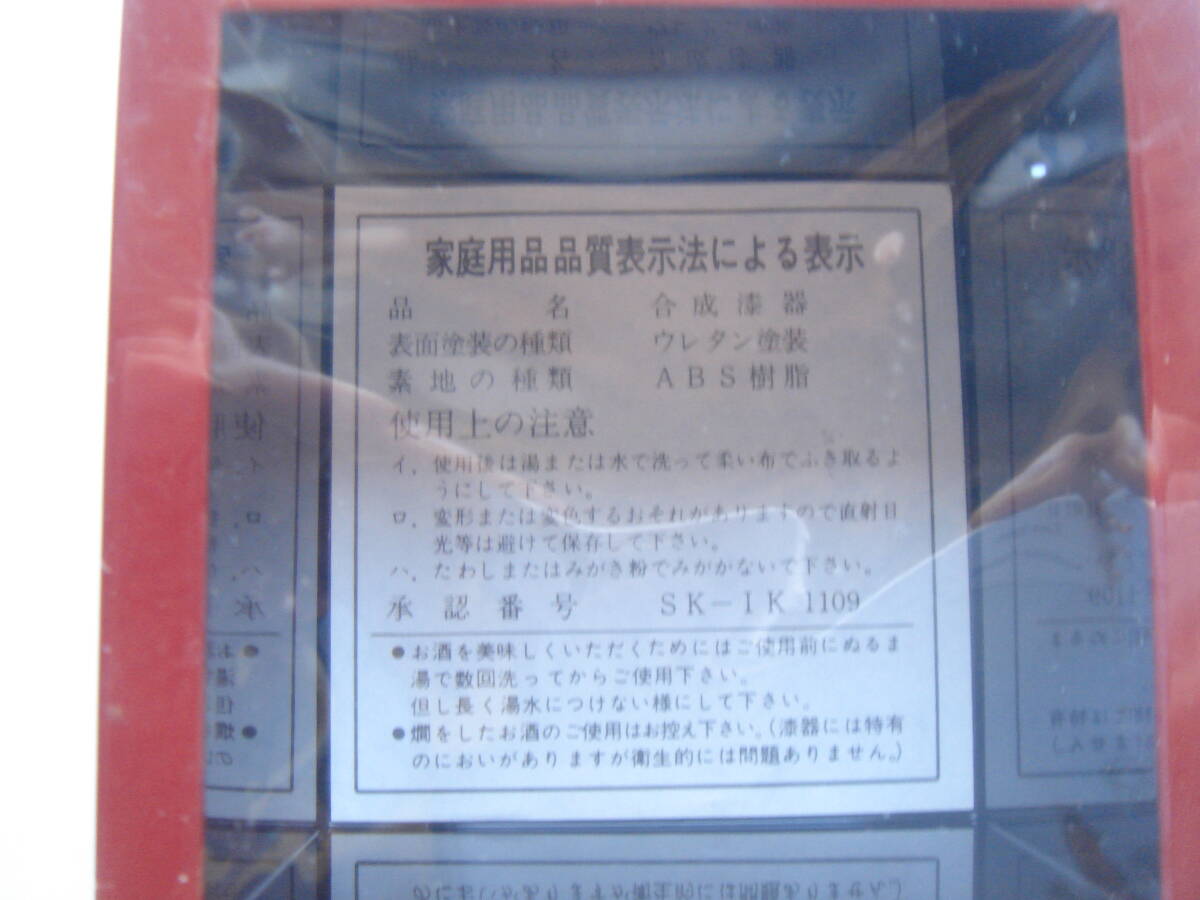 家庭用品品質表示法による表示
品名 合成漆器
表面塗装の種類 ウレタン塗装
素地の種類 ABS樹脂
使用上の注意
イ. 使用後は湯または水で洗って柔い布でふき取るよ
うにして下さい。
ロ. 変形または変色するおそれがありますので直射日
光等は避けて保存して下さい。
ハ. たわしまたはみがき粉でみがかないで下さい。
承認番号 SK-IK 1109
●お酒を美味しくいただくためにはご使用前にぬるま
湯で数回洗ってからご使用下さい。
但し長く湯水につけない様にして下さい。
●燗をしたお酒のご使用はお控え下さい。(漆器には特有
のにおいがありますが衛生的には問題ありません。)